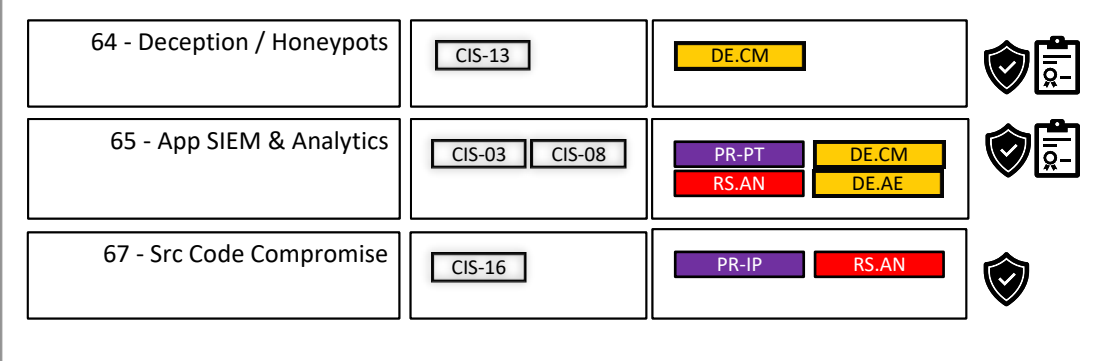 64 - Deception / Honeypots
CIS-13
DE.CM
65 - App SIEM & Analytics
CIS-03 CIS-08
PR-PT DE.CM
RS.AN DE.AE
67 - Src Code Compromise
CIS-16
PR-IP RS.AN